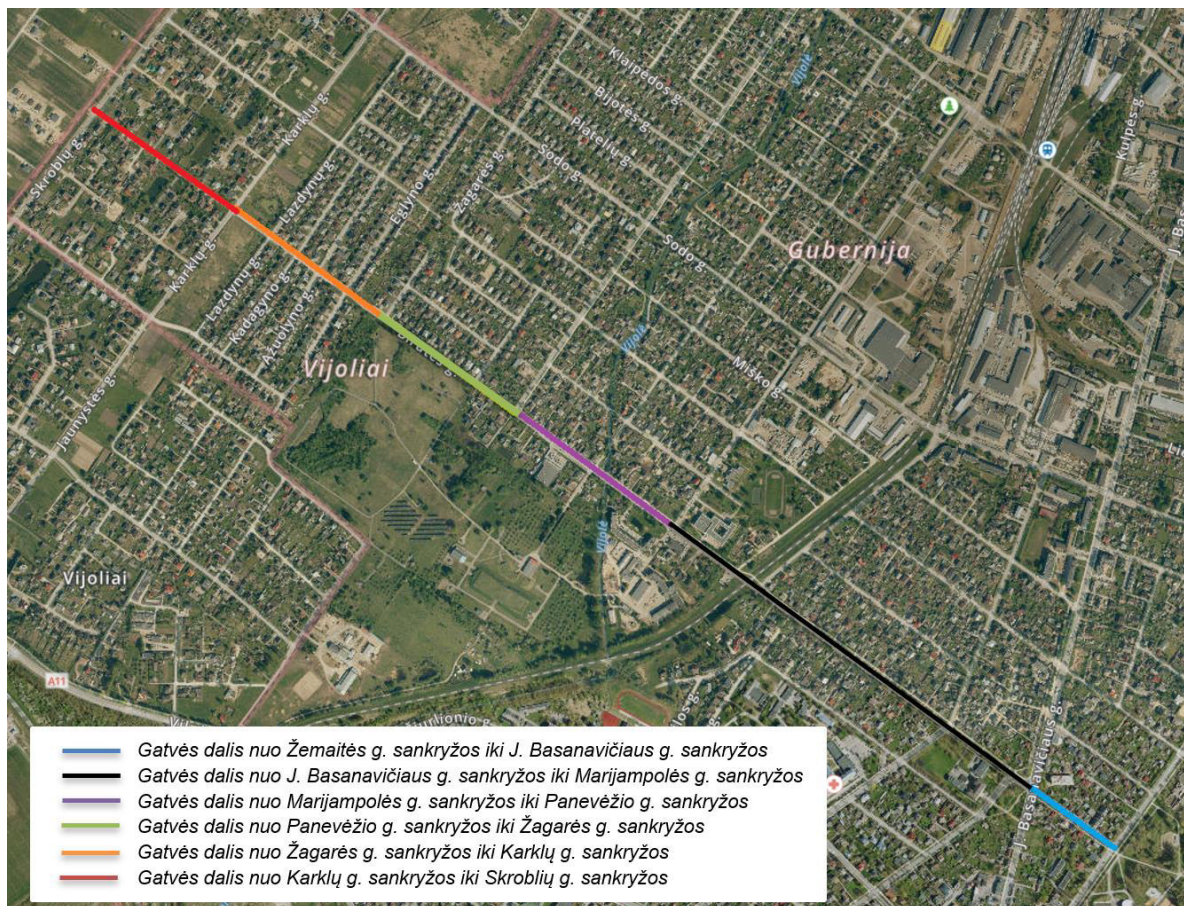 Klaipėdos g.
Bijotės g.
Platelių g.
Sodo g.
Vijolė
Kulpės g.
Karklų g.
Skroblių g.
Lazdynų g.
Eglyno g.
Žagarės g.
Sodo g.
Gubernija
Karklų g.
Lazdynų g.
Kadagyno g.
Ąžuolyno g.
Vijolė
Vijoliai
Miško g.
Jaunystės g.
Vijolė
Vijoliai
A11
J. Basanavičiaus g.
Gatvės dalis nuo Žemaitės g. sankryžos iki J. Basanavičiaus g. sankryžos
Gatvės dalis nuo J. Basanavičiaus g. sankryžos iki Marijampolės g. sankryžos
Gatvės dalis nuo Marijampolės g. sankryžos iki Panevėžio g. sankryžos
Gatvės dalis nuo Panevėžio g. sankryžos iki Žagarės g. sankryžos
Gatvės dalis nuo Žagarės g. sankryžos iki Karklų g. sankryžos
Gatvės dalis nuo Karklų g. sankryžos iki Skroblių g. sankryžos